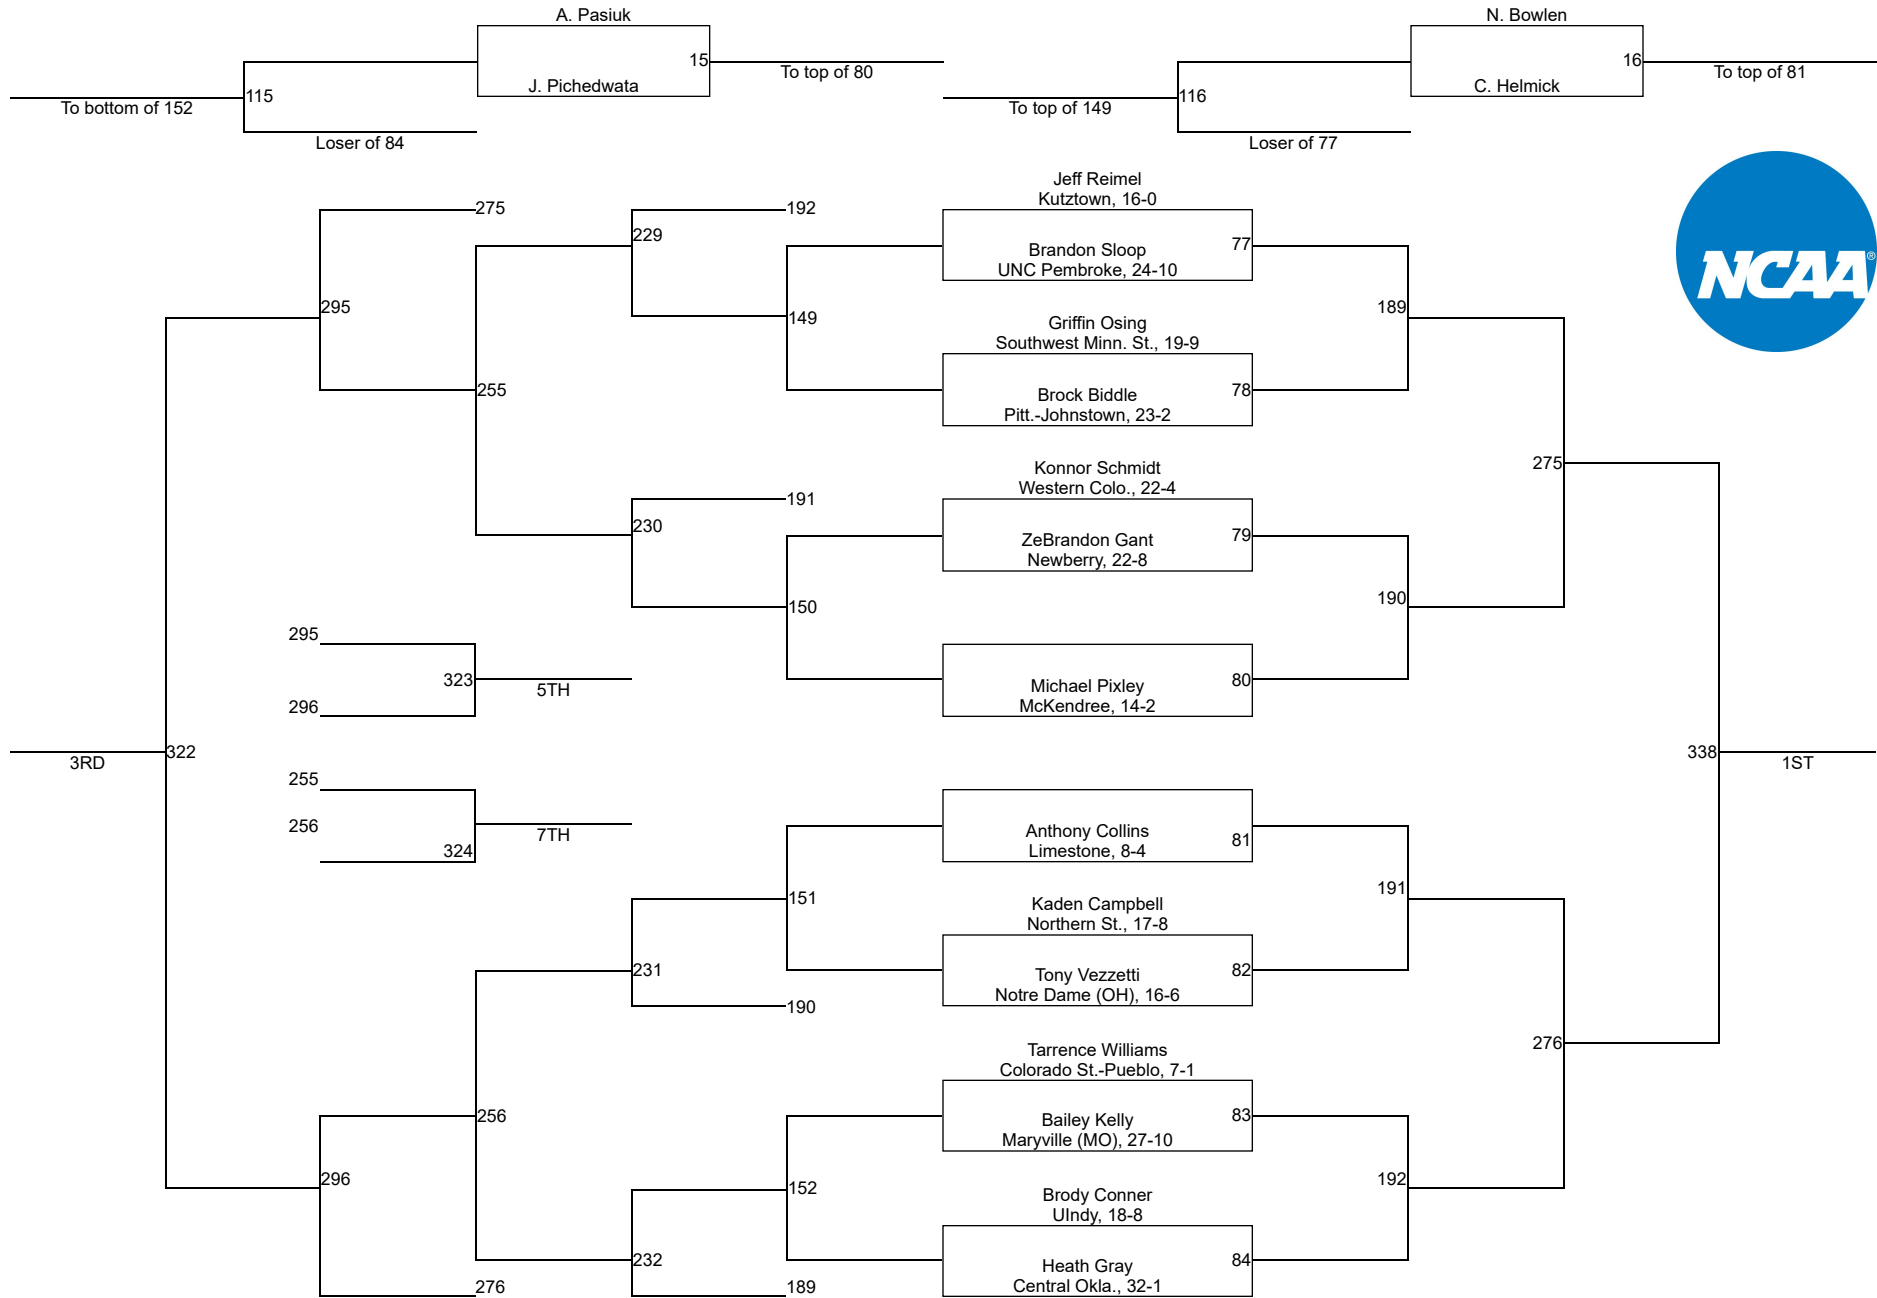 A. Pasiuk
15
J. Pichedwata
To top of 80
115
To bottom of 152
Loser of 84
N. Bowlen
16
C. Helmick
To top of 81
116
To top of 149
Loser of 77
NCAA®
Jeff Reimel
Kutztown, 16-0
Brandon Sloop
UNC Pembroke, 24-10
77
Griffin Osing
Southwest Minn. St., 19-9
Brock Biddle
Pitt.-Johnstown, 23-2
78
Konnor Schmidt
Western Colo., 22-4
ZeBrandon Gant
Newberry, 22-8
79
Michael Pixley
McKendree, 14-2
80
Anthony Collins
Limestone, 8-4
81
Kaden Campbell
Northern St., 17-8
Tony Vezzetti
Notre Dame (OH), 16-6
82
Tarrence Williams
Colorado St.-Pueblo, 7-1
Bailey Kelly
Maryville (MO), 27-10
83
Brody Conner
UIndy, 18-8
Heath Gray
Central Okla., 32-1
84
189
190
191
192
275
276
338
1ST
192
149
191
150
151
190
152
189
229
230
231
232
275
255
256
276
295
296
322
3RD
295
323
296
5TH
255
256
324
7TH